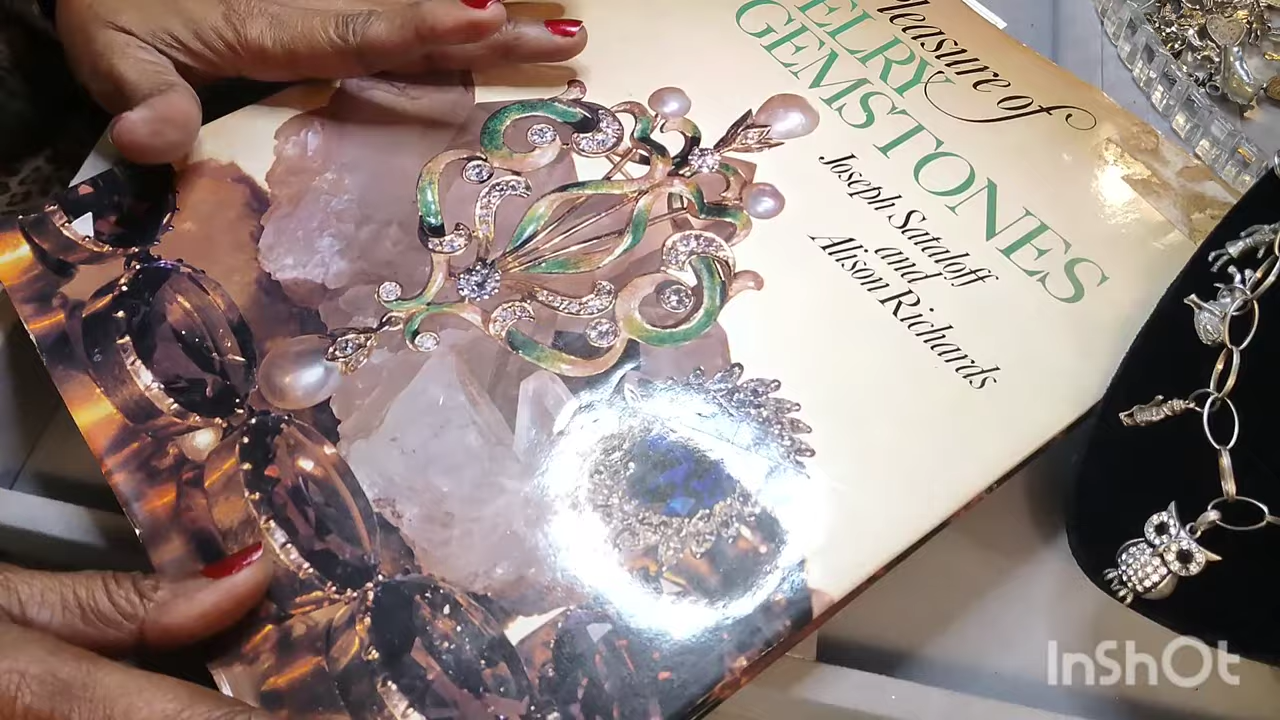 Pleasure of
ELRY
GEMSTONES
Joseph Sataloff
and
Alison Richards
InShOt